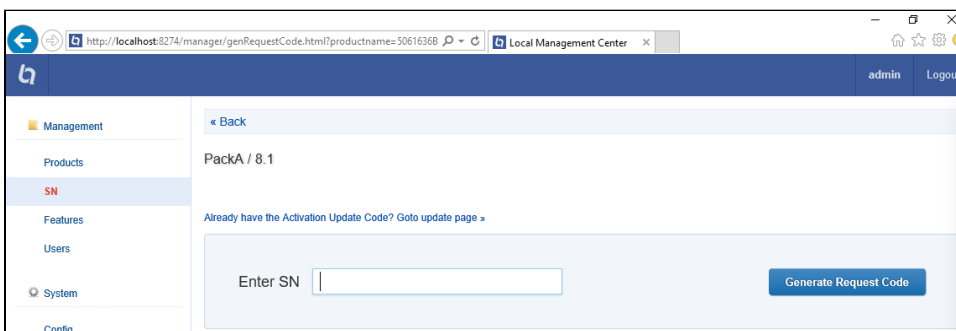 http://localhost:8274/manager/genRequestCode.html?productname=5061636B
Local Management Center
admin
Management
« Back
Products
PackA / 8.1
SN
Features
Already have the Activation Update Code? Goto update page »
Users
Enter SN
Generate Request Code
System
Config